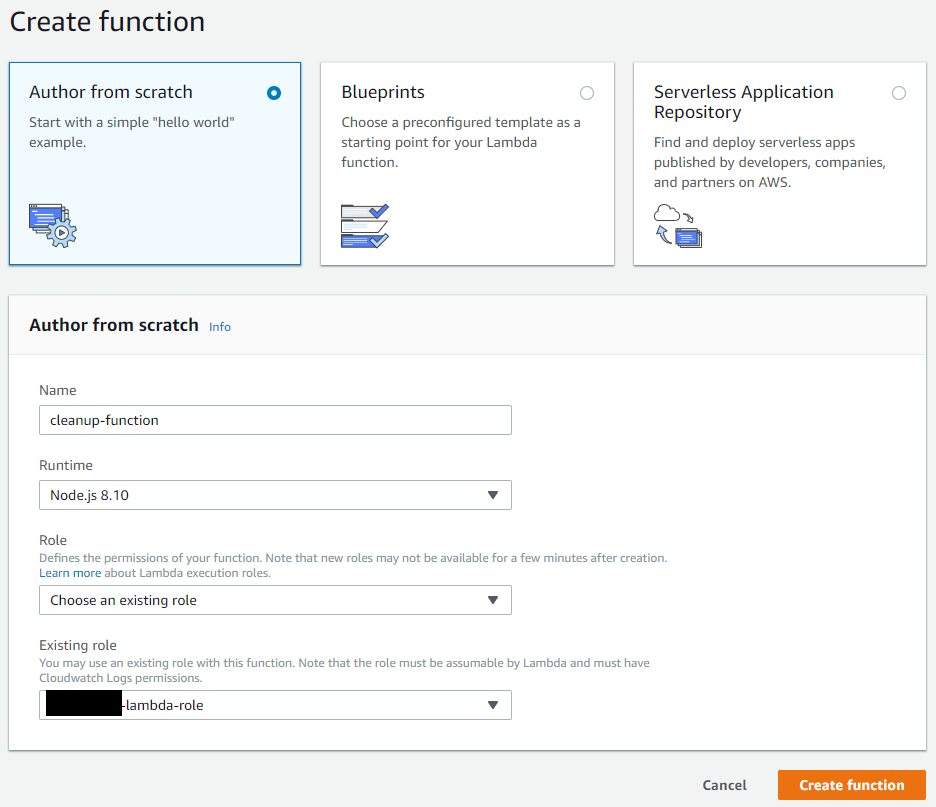 Create function
Author from scratch
Start with a simple "hello world"
example.
Blueprints
Choose a preconfigured template as a
starting point for your Lambda
function.
Serverless Application
Repository
Find and deploy serverless apps
published by developers, companies,
and partners on AWS.
Author from scratch Info
Name
cleanup-function
Runtime
Node.js 8.10
Role
Defines the permissions of your function. Note that new roles may not be available for a few minutes after creation.
Learn more about Lambda execution roles.
Choose an existing role
Existing role
You may use an existing role with this function. Note that the role must be assumable by Lambda and must have
Cloudwatch Logs permissions.
-lambda-role
Cancel
Create function